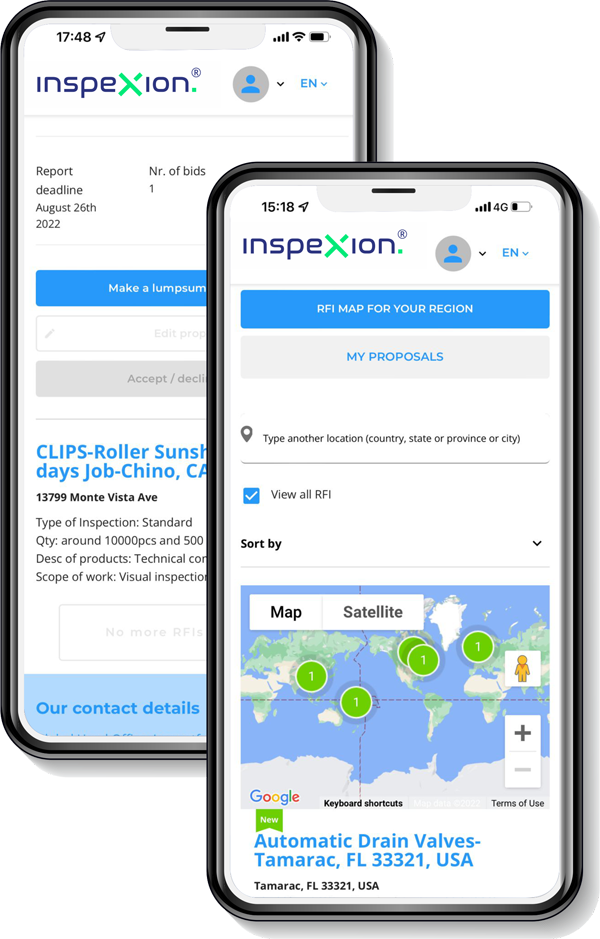 17:48
inspeXion.®
EN
Report
deadline
August 26th
2022
Nr. of bids
1
Make a lumpsum
Edit prop
Accept / declin
CLIPS-Roller Sunsh
days Job-Chino, CA
13799 Monte Vista Ave
Type of Inspection: Standard
Qty: around 10000pcs and 500
Desc of products: Technical con
Scope of work: Visual inspection
No more RFIs
Our contact details
15:18
4G
inspeXion.®
EN
RFI MAP FOR YOUR REGION
MY PROPOSALS
Type another location (country, state or province or city)
View all RFI
Sort by
Map
Satellite
1
1
1
1
Google
Keyboard shortcuts
Map data ©2022
Terms of Use
New
Automatic Drain Valves-
Tamarac, FL 33321, USA
Tamarac, FL 33321, USA